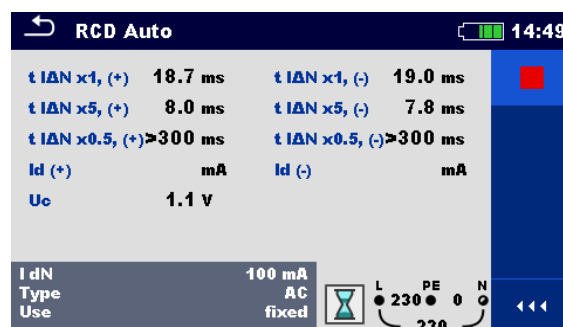 RCD Auto 14:49
t IΔN x1, (+) 18.7 ms t IΔN x1, (-) 19.0 ms
t IΔN x5, (+) 8.0 ms t IΔN x5, (-) 7.8 ms
t IΔN x0.5, (+) >300 ms t IΔN x0.5, (-) >300 ms
Id (+) mA Id (-) mA
Uc 1.1 V
I dN 100 mA
Type AC
Use fixed
L PE N
230 0
230